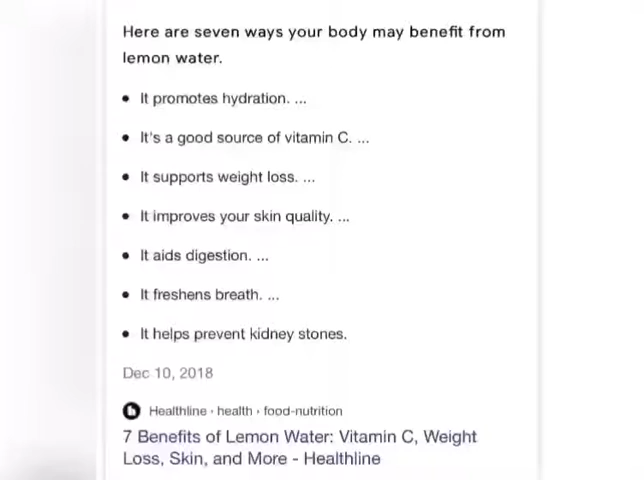 Here are seven ways your body may benefit from
lemon water.
• It promotes hydration. ...
• It's a good source of vitamin C. ...
• It supports weight loss. ...
• It improves your skin quality. ...
• It aids digestion. ...
• It freshens breath. ...
• It helps prevent kidney stones.
Dec 10, 2018
h Healthline › health › food-nutrition
7 Benefits of Lemon Water: Vitamin C, Weight
Loss, Skin, and More - Healthline